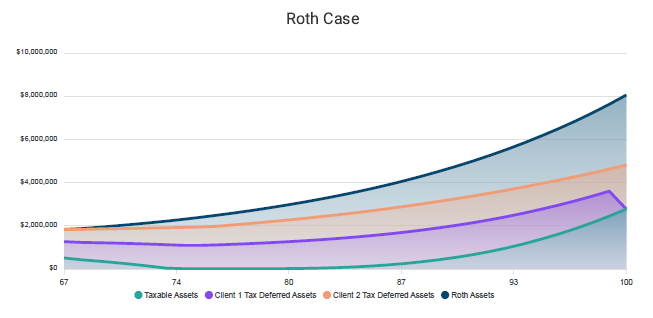 Roth Case
$10,000,000
$8,000,000
$6,000,000
$4,000,000
$2,000,000
$0
67 74 80 87 93 100
Taxable Assets Client 1 Tax Deferred Assets Client 2 Tax Deferred Assets Roth Assets